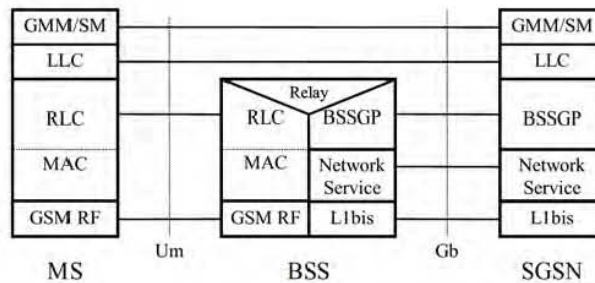 GMM/SM
GMM/SM
LLC
LLC
Relay
RLC
RLC
BSSGP
BSSGP
MAC
MAC
Network
Service
Network
Service
GSM RF
GSM RF
L1bis
L1bis
Um
Gb
MS
BSS
SGSN